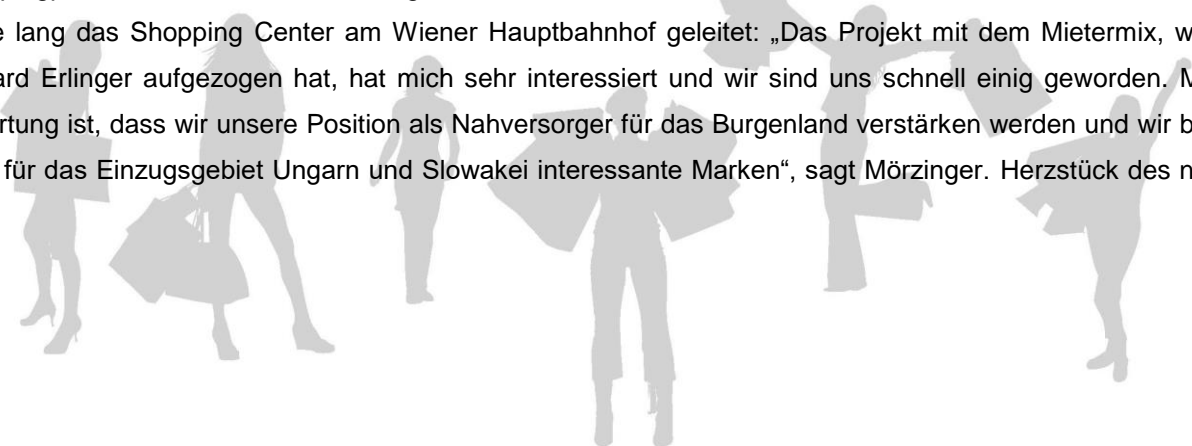 e lang das Shopping Center am Wiener Hauptbahnhof geleitet: „Das Projekt mit dem Mietermix, w
ard Erlinger aufgezogen hat, hat mich sehr interessiert und wir sind uns schnell einig geworden. M
rtung ist, dass wir unsere Position als Nahversorger für das Burgenland verstärken werden und wir b
für das Einzugsgebiet Ungarn und Slowakei interessante Marken“, sagt Mörzinger. Herzstück des n